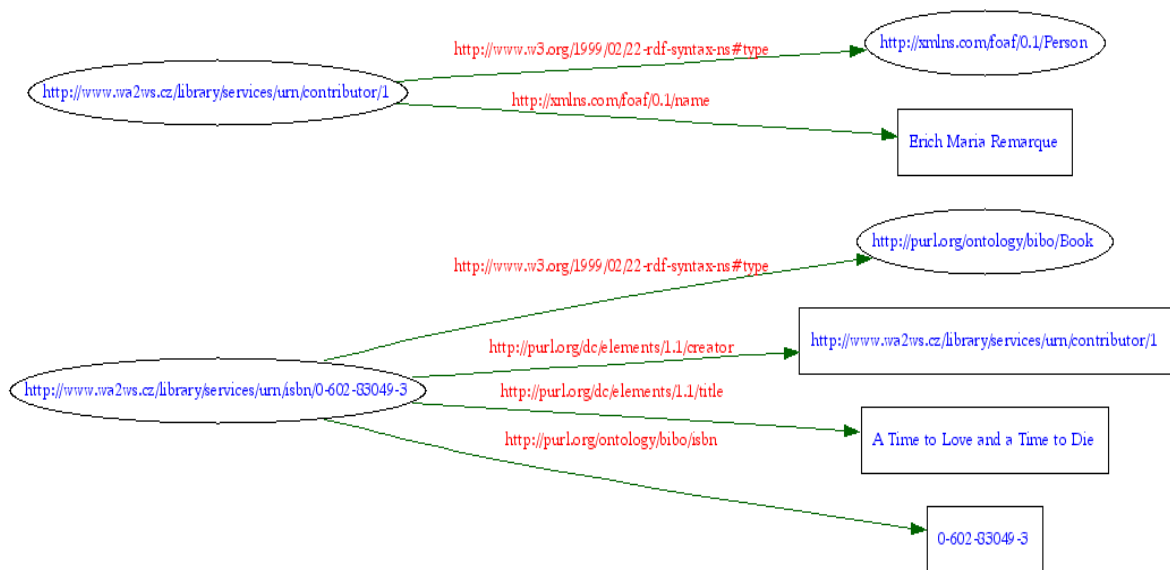 http://www.w3.org/1999/02/22-rdf-syntax-ns#type
http://xmlns.com/foaf/0.1/Person
http://www.wa2ws.cz/library/services/urn/contributor/1
http://xmlns.com/foaf/0.1/name
Erich Maria Remarque
http://purl.org/ontology/bibo/Book
http://www.w3.org/1999/02/22-rdf-syntax-ns#type
http://www.wa2ws.cz/library/services/urn/contributor/1
http://purl.org/dc/elements/1.1/creator
http://www.wa2ws.cz/library/services/urn/isbn/0-602-83049-3
http://purl.org/dc/elements/1.1/title
A Time to Love and a Time to Die
http://purl.org/ontology/bibo/isbn
0-602-83049-3